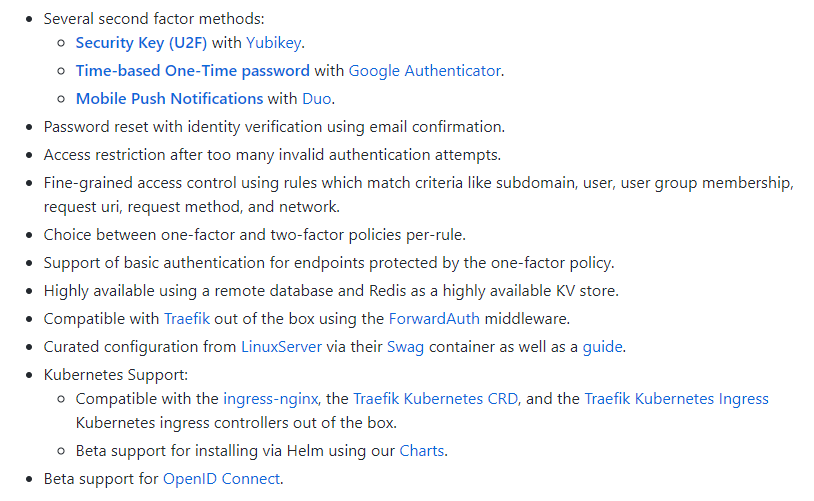 Several second factor methods:
Security Key (U2F) with Yubikey.
Time-based One-Time password with Google Authenticator.
Mobile Push Notifications with Duo.
Password reset with identity verification using email confirmation.
Access restriction after too many invalid authentication attempts.
Fine-grained access control using rules which match criteria like subdomain, user, user group membership,
request uri, request method, and network.
Choice between one-factor and two-factor policies per-rule.
Support of basic authentication for endpoints protected by the one-factor policy.
Highly available using a remote database and Redis as a highly available KV store.
Compatible with Traefik out of the box using the ForwardAuth middleware.
Curated configuration from LinuxServer via their Swag container as well as a guide.
Kubernetes Support:
Compatible with the ingress-nginx, the Traefik Kubernetes CRD, and the Traefik Kubernetes Ingress
Kubernetes ingress controllers out of the box.
Beta support for installing via Helm using our Charts.
Beta support for OpenID Connect.